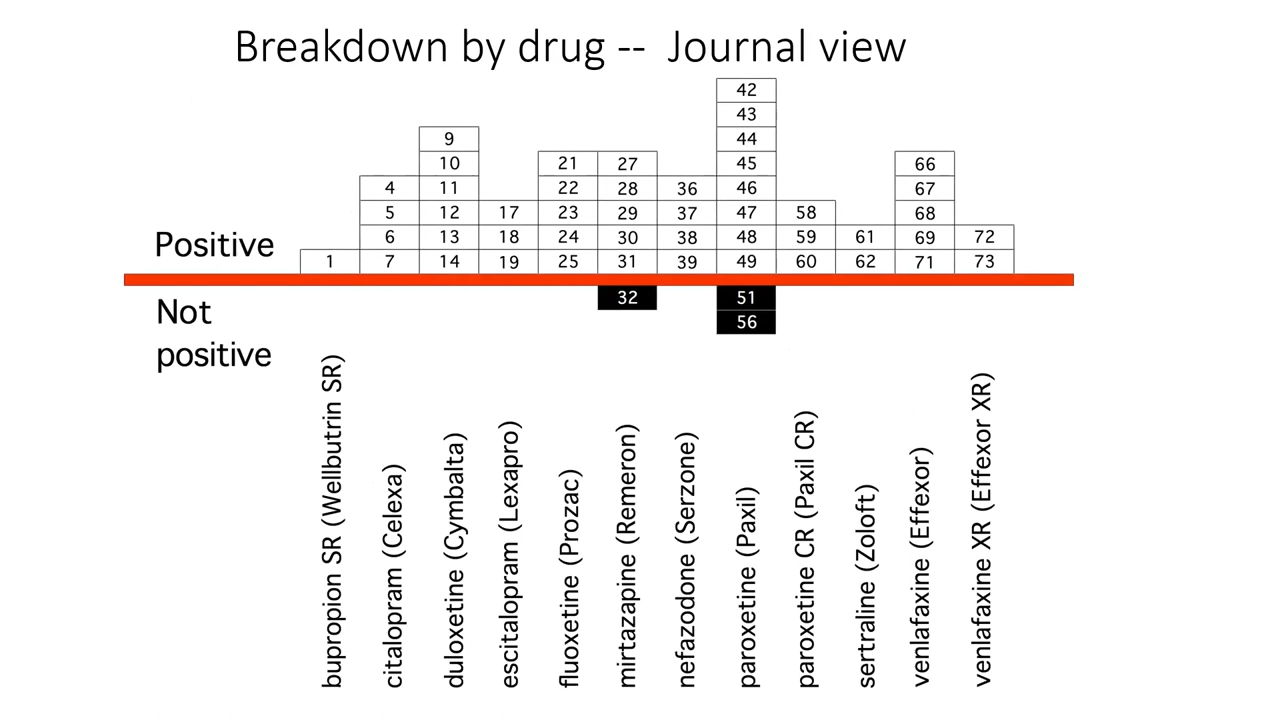 Breakdown by drug -- Journal view
42
43
9 44
10 21 27 45 66
4 11 22 28 36 46 67
5 12 17 23 29 37 47 58 68
Positive 6 13 18 24 30 38 48 59 61 69 72
1 7 14 19 25 31 39 49 60 62 71 73
Not
positive
32 51
56
bupropion SR (Wellbutrin SR)
citalopram (Celexa)
duloxetine (Cymbalta)
escitalopram (Lexapro)
fluoxetine (Prozac)
mirtazapine (Remeron)
nefazodone (Serzone)
paroxetine (Paxil)
paroxetine CR (Paxil CR)
sertraline (Zoloft)
venlafaxine (Effexor)
venlafaxine XR (Effexor XR)